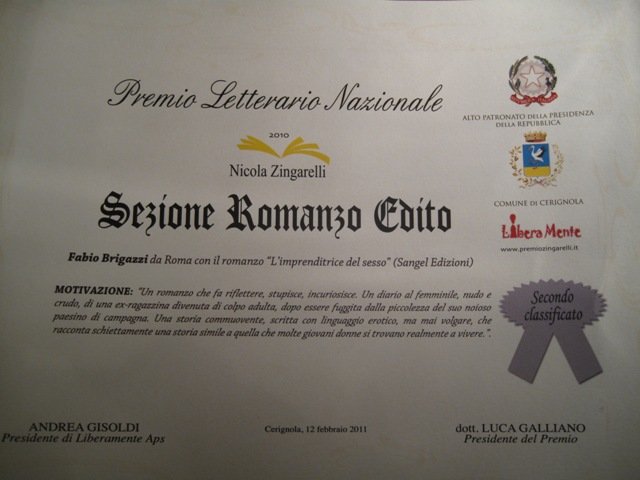 Premio Letterario Nazionale
2010
Nicola Zingarelli
ALTO PATRONATO DELLA PRESIDENZA
DELLA REPUBBLICA
COMUNE DI CERIGNOLA
LiberaMente
www.premiozingarelli.it
Sezione Romanzo Edito
Fabio Brigazzi da Roma con il romanzo "L'imprenditrice del sesso" (Sangel Edizioni)
MOTIVAZIONE: "Un romanzo che fa riflettere, stupisce, incuriosisce. Un diario al femminile, nudo e
crudo, di una ex-ragazzina divenuta di colpo adulta, dopo essere fuggita dalla piccolezza del suo noioso
paesino di campagna. Una storia commuovente, scritta con linguaggio erotico, ma mai volgare, che
racconta schiettamente una storia simile a quella che molte giovani donne si trovano realmente a vivere.".
Secondo
classificato
ANDREA GISOLDI
Presidente di Liberamente Aps
Cerignola, 12 febbraio 2011
dott. LUCA GALLIANO
Presidente del Premio